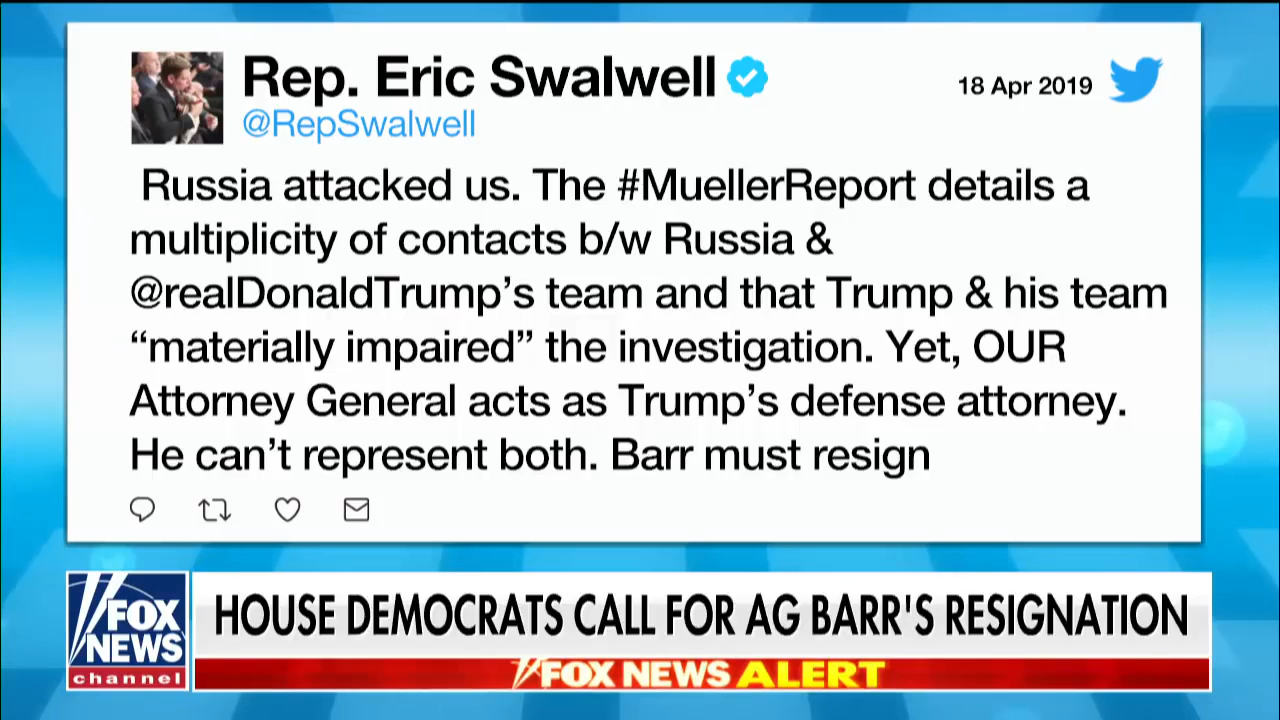 Rep. Eric Swalwell
18 Apr 2019
@RepSwalwell
Russia attacked us. The #MuellerReport details a
multiplicity of contacts b/w Russia &
@realDonaldTrump’s team and that Trump & his team
“materially impaired” the investigation. Yet, OUR
Attorney General acts as Trump’s defense attorney.
He can’t represent both. Barr must resign
FOX
NEWS
channel
HOUSE DEMOCRATS CALL FOR AG BARR'S RESIGNATION
FOX NEWS ALERT